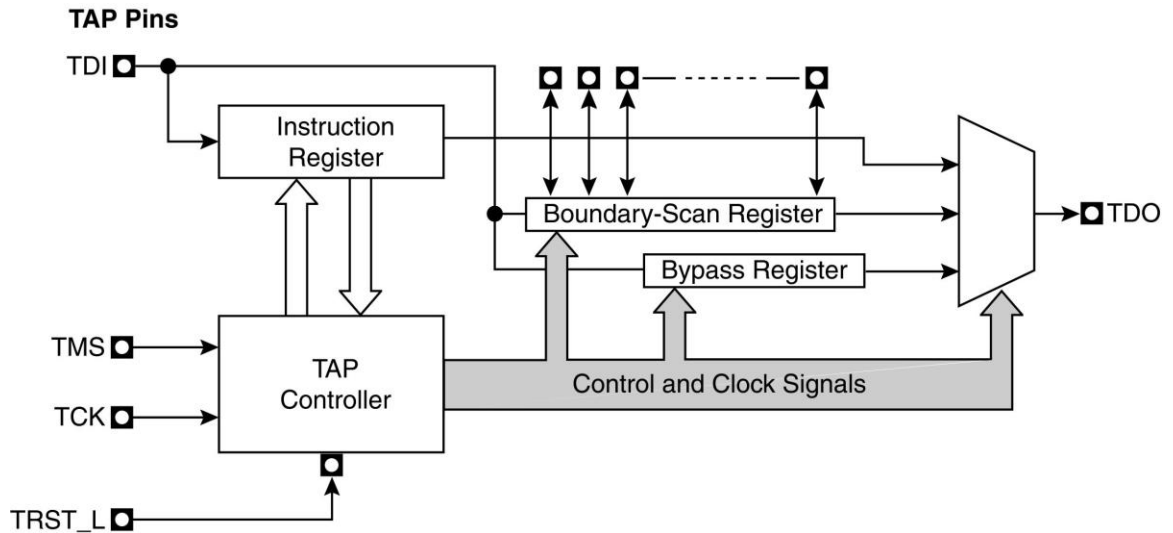 TAP Pins
TDI
Instruction
Register
Boundary-Scan Register
TDO
Bypass Register
TMS
TAP
Controller
Control and Clock Signals
TCK
TRST_L